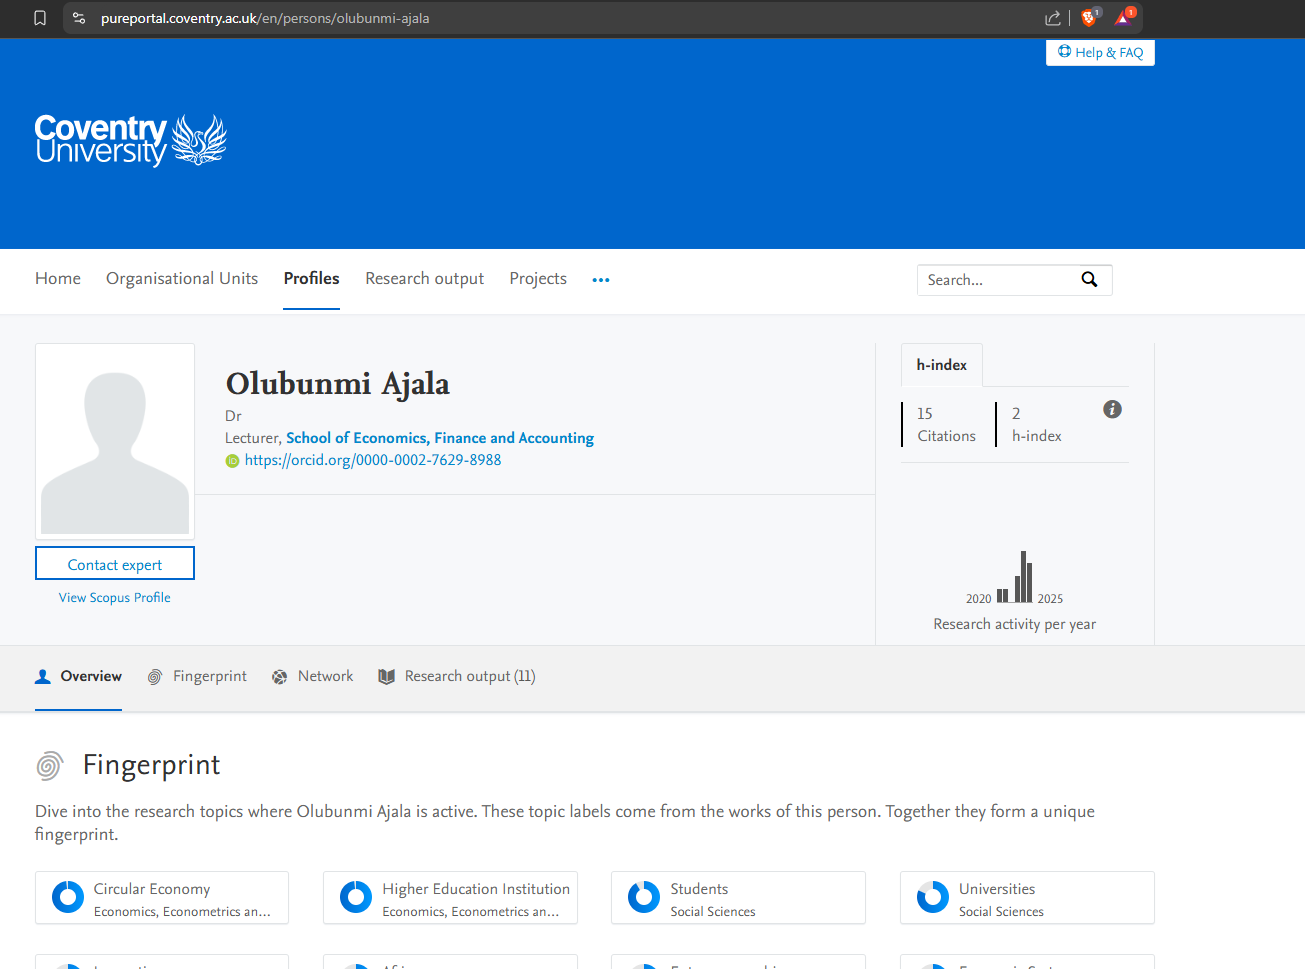 pureportal.coventry.ac.uk/en/persons/olubunmi-ajala
1
1
Help & FAQ
Coventry
University
Home
Organisational Units
Profiles
Research output
Projects
Search...
Olubunmi Ajala
Dr
Lecturer, School of Economics, Finance and Accounting
iD https://orcid.org/0000-0002-7629-8988
h-index
15
Citations
2
h-index
Contact expert
View Scopus Profile
2020
2025
Research activity per year
Overview
Fingerprint
Network
Research output (11)
Fingerprint
Dive into the research topics where Olubunmi Ajala is active. These topic labels come from the works of this person. Together they form a unique
fingerprint.
Circular Economy
Economics, Econometrics an...
Higher Education Institution
Economics, Econometrics an...
Students
Social Sciences
Universities
Social Sciences